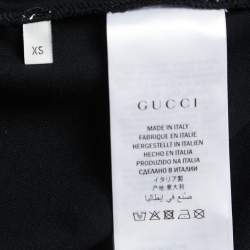 XS
GUCCI
MADE IN ITALY
FABRIQUÉ EN ITALIE
HERGESTELLT IN ITALIEN
HECHO EN ITALIA
PRODUZIDO NA ITALIA
СДЕЛАНО В ИТАЛИИ
イタリア製
产地 意大利
صنع في إيطاليا